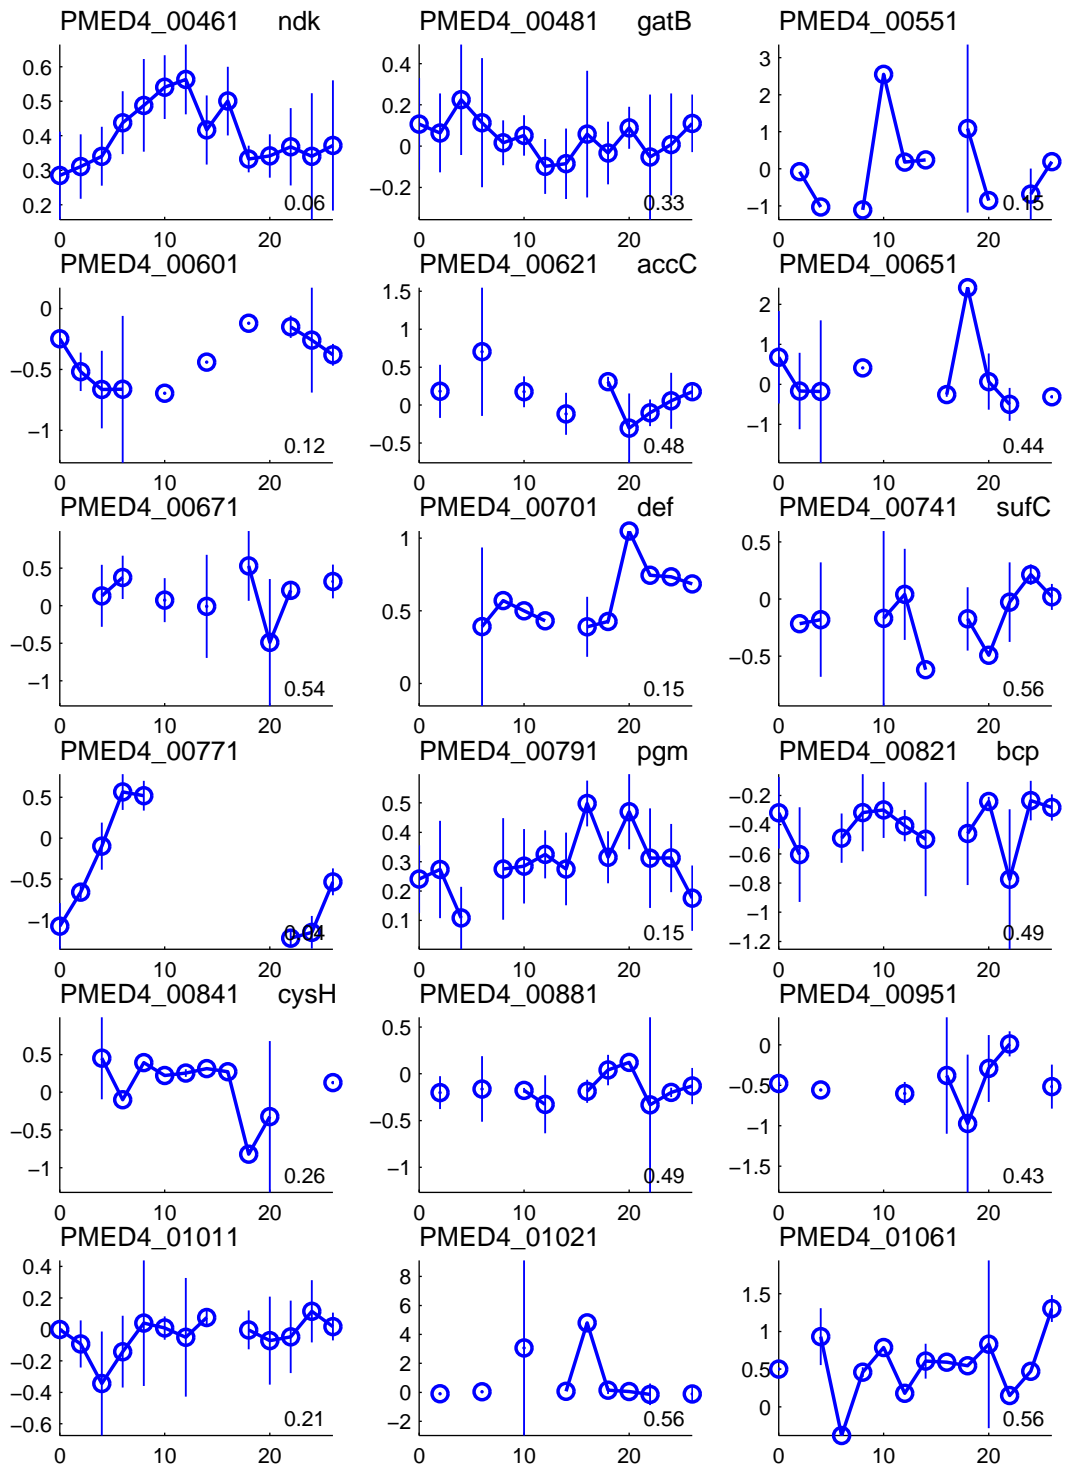 PMED4_00461 ndk
0.6
0.5
0.4
0.3
0.2
0.06
0 10 20
PMED4_00481 gatB
0.4
0.2
0
−0.2
0.33
0 10 20
PMED4_00551
3
2
1
0
−1
0.15
0 10 20
PMED4_00601
0
−0.5
−1
0.12
0 10 20
PMED4_00621 accC
1.5
1
0.5
0
−0.5
0.48
0 10 20
PMED4_00651
2
1
0
−1
0.44
0 10 20
PMED4_00671
0.5
0
−0.5
−1
0.54
0 10 20
PMED4_00701 def
1
0.5
0
0.15
0 10 20
PMED4_00741 sufC
0.5
0
−0.5
0.56
0 10 20
PMED4_00771
0.5
0
−0.5
−1
0 10 20
PMED4_00791 pgm
0.5
0.4
0.3
0.2
0.1
0.15
0 10 20
PMED4_00821 bcp
−0.2
−0.4
−0.6
−0.8
−1
−1.2
0.49
0 10 20
PMED4_00841 cysH
0.5
0
−0.5
−1
0.26
0 10 20
PMED4_00881
0.5
0
−0.5
−1
0.49
0 10 20
PMED4_00951
0
−0.5
−1
−1.5
0.43
0 10 20
PMED4_01011
0.4
0.2
0
−0.2
−0.4
−0.6
0.21
0 10 20
PMED4_01021
8
6
4
2
0
−2
0.56
0 10 20
PMED4_01061
1.5
1
0.5
0
0.56
0 10 20